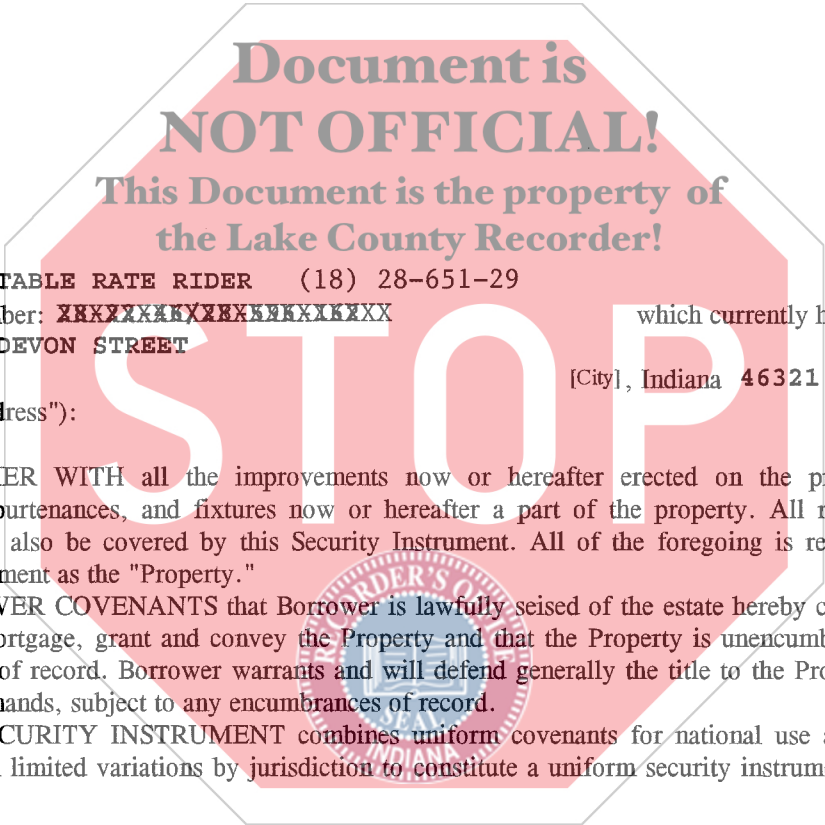 Document is
NOT OFFICIAL!
This Document is the property of
the Lake County Recorder!
TABLE RATE RIDER (18) 28-651-29
ber: which currently h
DEVON STREET
[City], Indiana 46321
dress"):
ER WITH all the improvements now or hereafter erected on the p
ourtenances, and fixtures now or hereafter a part of the property. All r
also be covered by this Security Instrument. All of the foregoing is re
ment as the "Property."
VER COVENANTS that Borrower is lawfully seised of the estate hereby c
ortgage, grant and convey the Property and that the Property is unencumb
of record. Borrower warrants and will defend generally the title to the Pro
nands, subject to any encumbrances of record.
CURITY INSTRUMENT combines uniform covenants for national use a
limited variations by jurisdiction to constitute a uniform security instrum
STOP
RECORDER'S OFFICE
SEAL
INDIANA